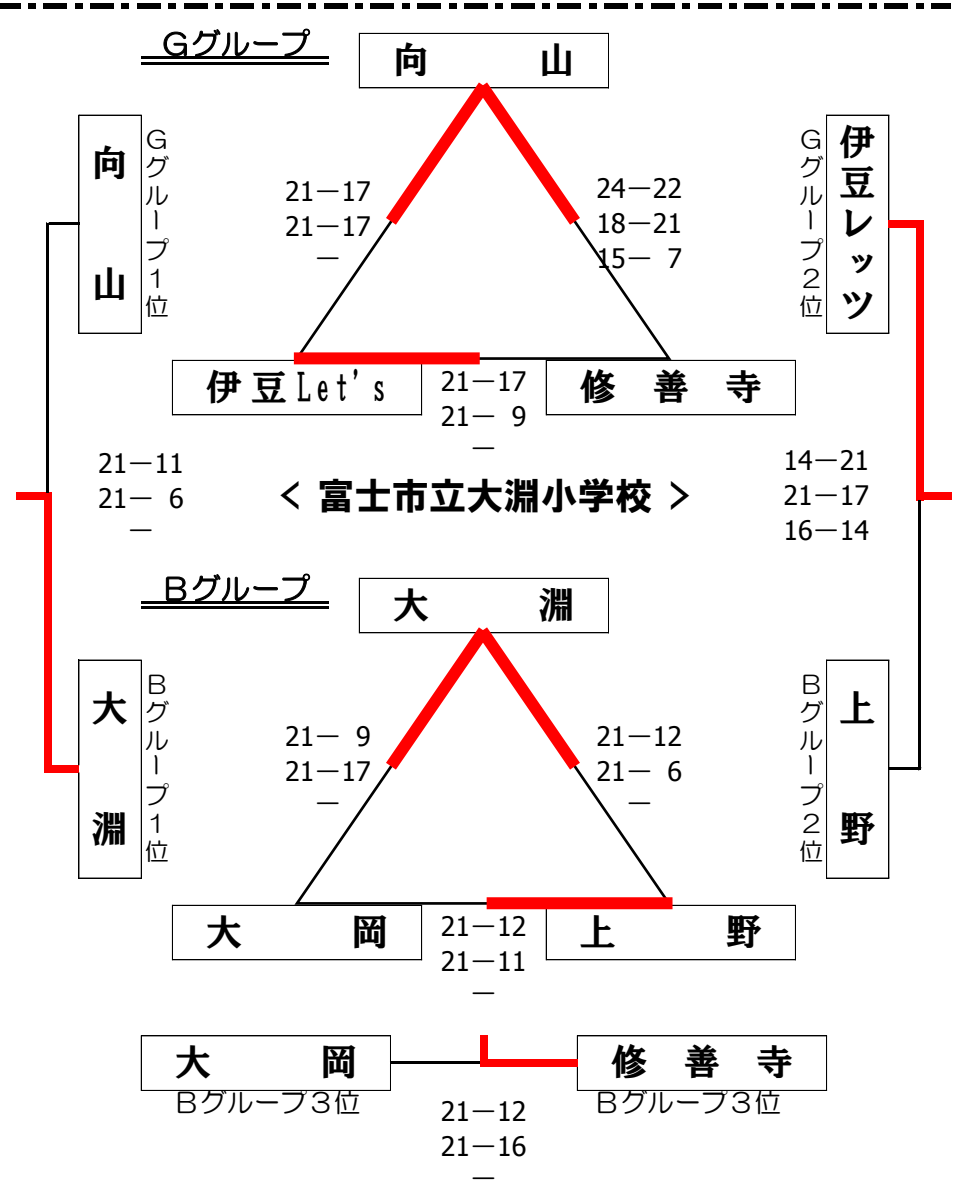 Gグループ
向 山
向山
Gグループ1位
伊豆レッツ
Gグループ2位
21－17
21－17
－
24－22
18－21
15－ 7
伊豆Let's
修 善 寺
21－17
21－ 9
－
21－11
21－ 6
－
＜ 富士市立大淵小学校 ＞
14－21
21－17
16－14
Bグループ
大 淵
大淵
Bグループ1位
上野
Bグループ2位
21－ 9
21－17
－
21－12
21－ 6
－
大 岡
上 野
21－12
21－11
－
大 岡
修 善 寺
Bグループ3位
Bグループ3位
21－12
21－16
－